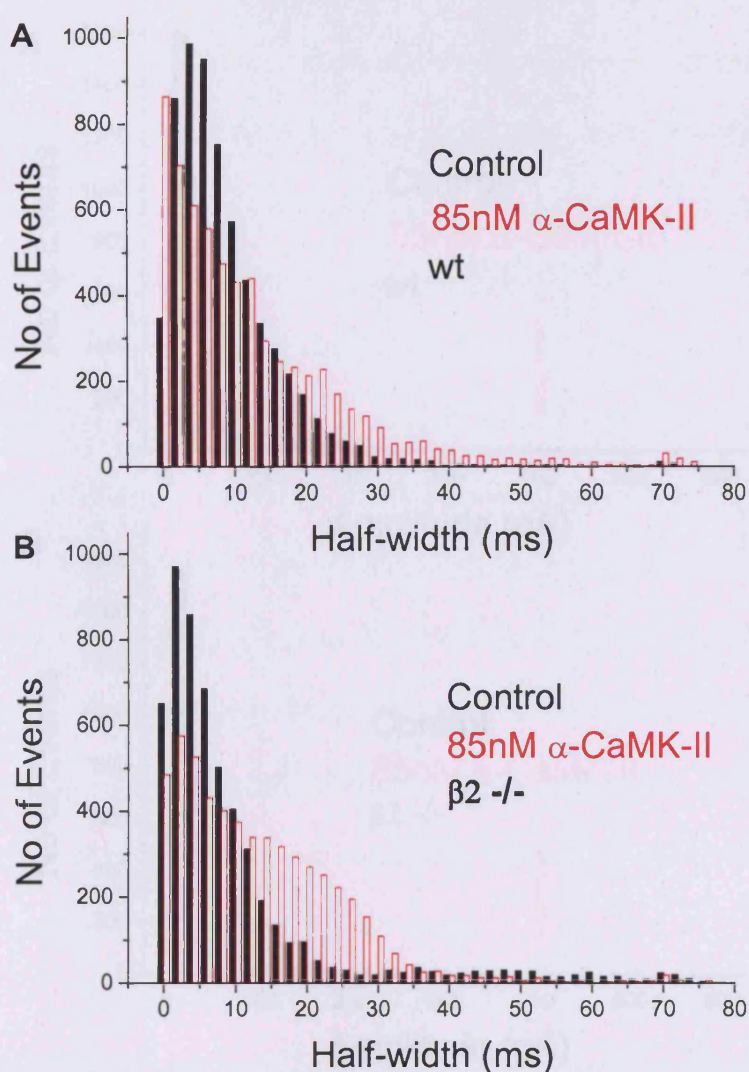 A
1000
800
600
400
200
0
No of Events
Control
85nM α-CaMK-II
wt
0 10 20 30 40 50 60 70 80
Half-width (ms)
B
1000
800
600
400
200
0
No of Events
Control
85nM α-CaMK-II
β2 -/-
0 10 20 30 40 50 60 70 80
Half-width (ms)